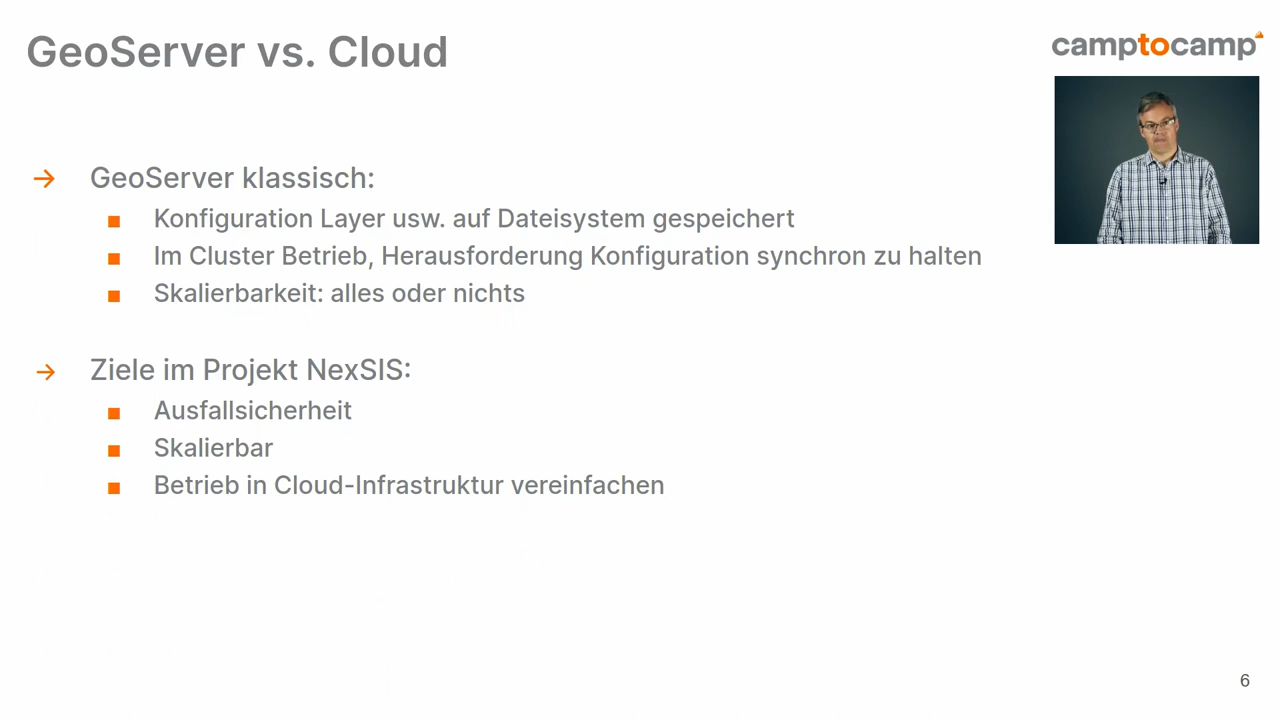 GeoServer vs. Cloud
camptocamp
→ GeoServer klassisch:
■ Konfiguration Layer usw. auf Dateisystem gespeichert
■ Im Cluster Betrieb, Herausforderung Konfiguration synchron zu halten
■ Skalierbarkeit: alles oder nichts
→ Ziele im Projekt NexSIS:
■ Ausfallsicherheit
■ Skalierbar
■ Betrieb in Cloud-Infrastruktur vereinfachen
6